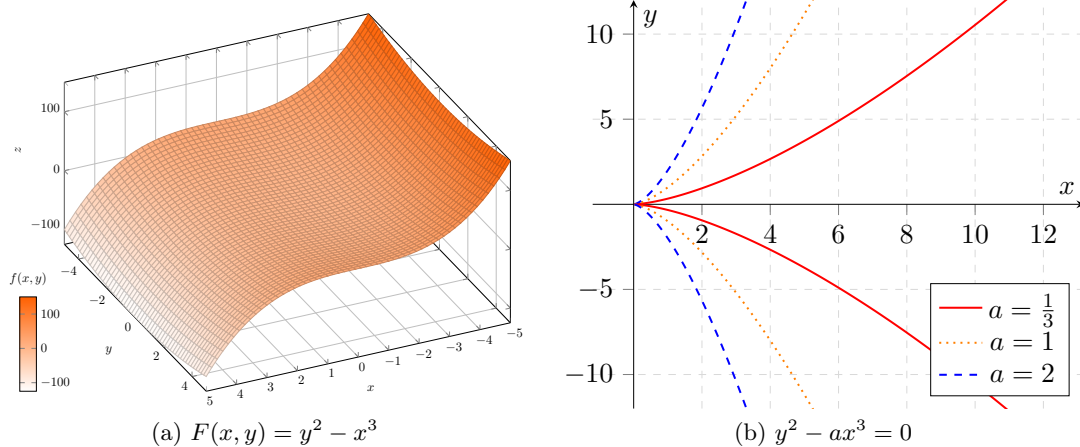 100
0
−100
z
−4
−2
0
2
4
y
5
4
3
2
1
0
−1
−2
−3
−4
−5
x
f(x, y)
100
0
−100
(a) F(x, y) = y² − x³
y
x
10
5
−5
−10
2
4
6
8
10
12
a = 1/3
a = 1
a = 2
(b) y² − ax³ = 0